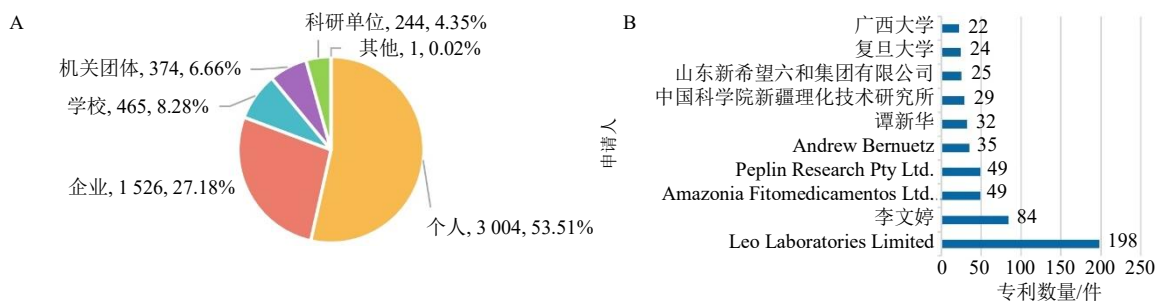 A
科研单位, 244, 4.35%
其他, 1, 0.02%
机关团体, 374, 6.66%
学校, 465, 8.28%
企业, 1 526, 27.18%
个人, 3 004, 53.51%
B
申请人
广西大学 22
复旦大学 24
山东新希望六和集团有限公司 25
中国科学院新疆理化技术研究所 29
谭新华 32
Andrew Bernuetz 35
Peplin Research Pty Ltd. 49
Amazonia Fitomedicamentos Ltd. 49
李文婷 84
Leo Laboratories Limited 198
0 50 100 150 200 250
专利数量/件